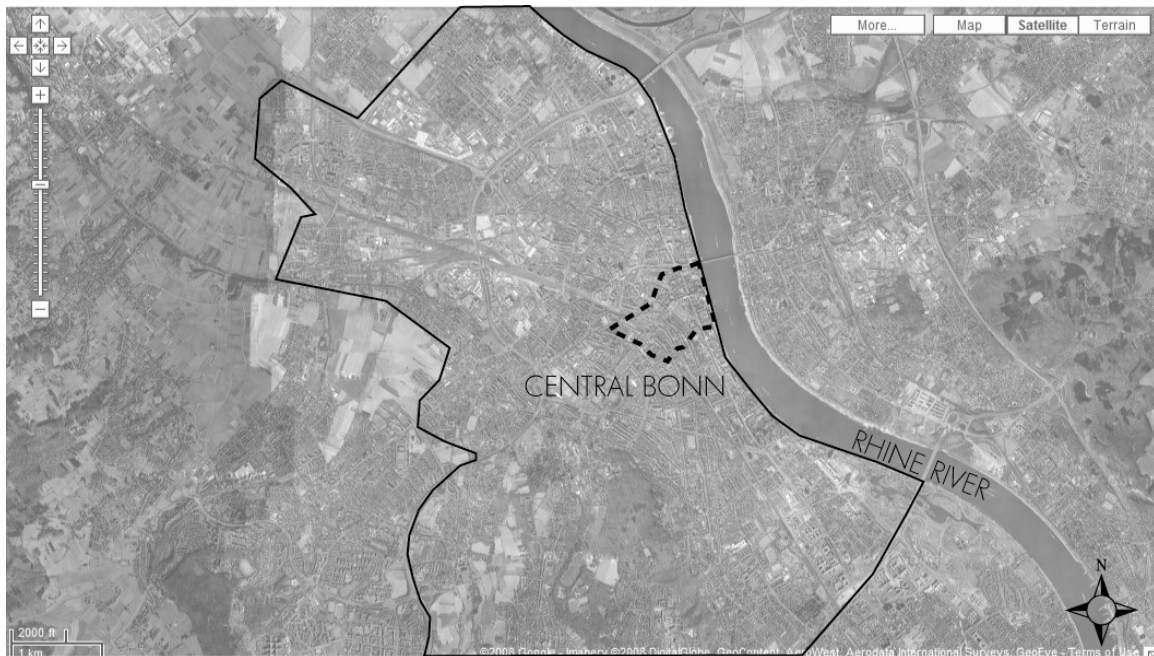 More...
Map
Satellite
Terrain
CENTRAL BONN
RHINE RIVER
N
2000 ft
1 km
©2008 Google - Imagery ©2008 DigitalGlobe, GeoContent, AeroWest, Aerodata International Surveys, GeoEye - Terms of Use